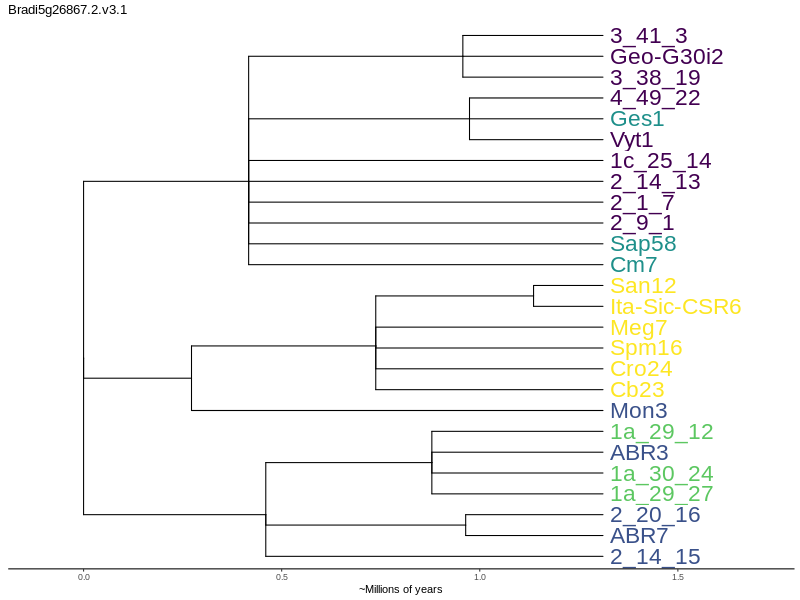 Bradi5g26867.2.v3.1
3_41_3
Geo-G30i2
3_38_19
4_49_22
Ges1
Vyt1
1c_25_14
2_14_13
2_1_7
2_9_1
Sap58
Cm7
San12
Ita-Sic-CSR6
Meg7
Spm16
Cro24
Cb23
Mon3
1a_29_12
ABR3
1a_30_24
1a_29_27
2_20_16
ABR7
2_14_15
0.0 0.5 1.0 1.5
~Millions of years